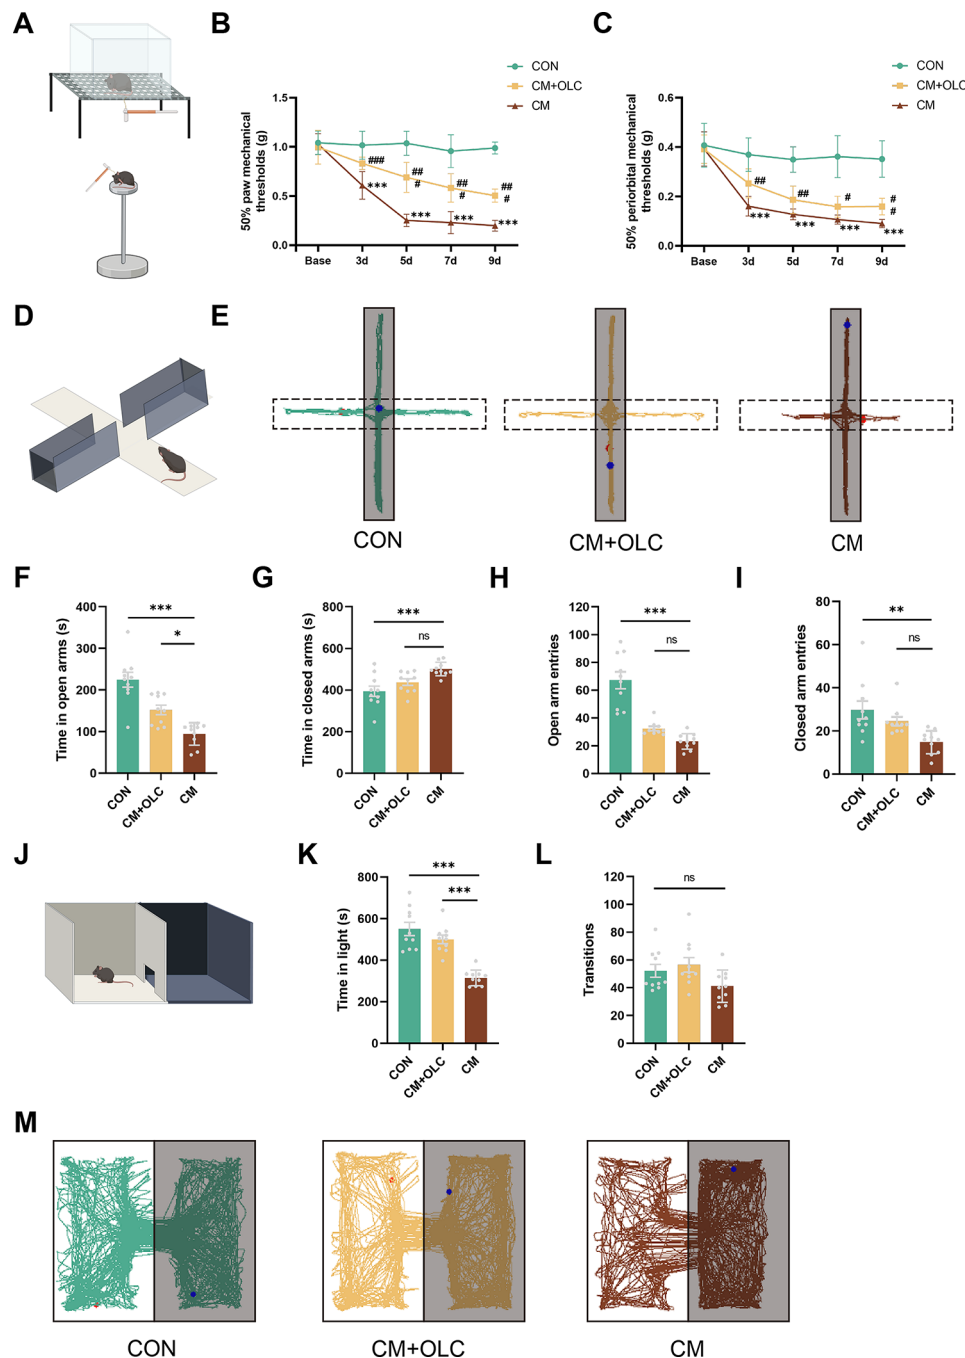 A
B
CON
CM+OLC
CM
50% paw mechanical
thresholds (g)
1.5
1.0
0.5
0.0
###
##
#
##
#
##
#
***
***
***
***
Base 3d 5d 7d 9d
C
CON
CM+OLC
CM
50% periorbital mechanical
thresholds (g)
0.6
0.4
0.2
0.0
##
##
#
#
#
***
***
***
***
Base 3d 5d 7d 9d
D
E
CON
CM+OLC
CM
F
Time in open arms (s)
400
300
200
100
0
***
*
CON
CM+OLC
CM
G
Time in closed arms (s)
800
600
400
200
0
***
ns
CON
CM+OLC
CM
H
Open arm entries
120
100
80
60
40
20
0
***
ns
CON
CM+OLC
CM
I
Closed arm entries
80
60
40
20
0
**
ns
CON
CM+OLC
CM
J
K
Time in light (s)
800
600
400
200
0
***
***
CON
CM+OLC
CM
L
Transitions
120
100
80
60
40
20
0
ns
CON
CM+OLC
CM
M
CON
CM+OLC
CM